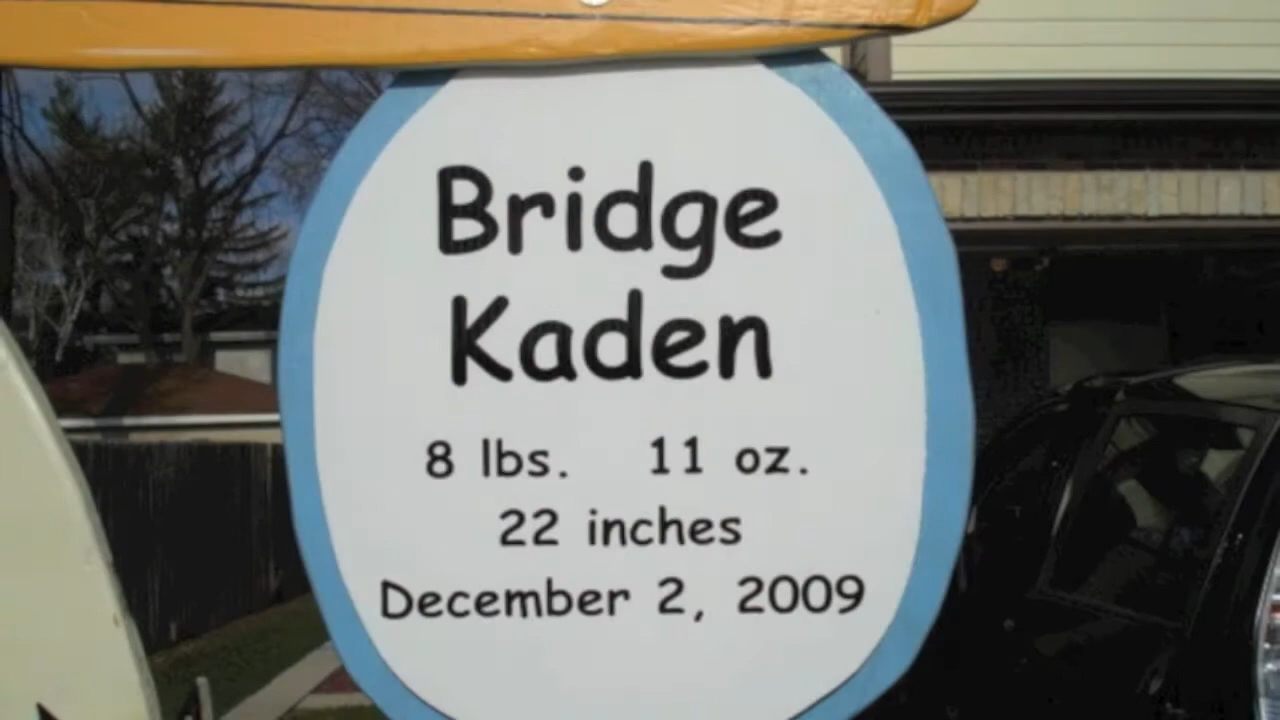 Bridge
Kaden
8 lbs. 11 oz.
22 inches
December 2, 2009